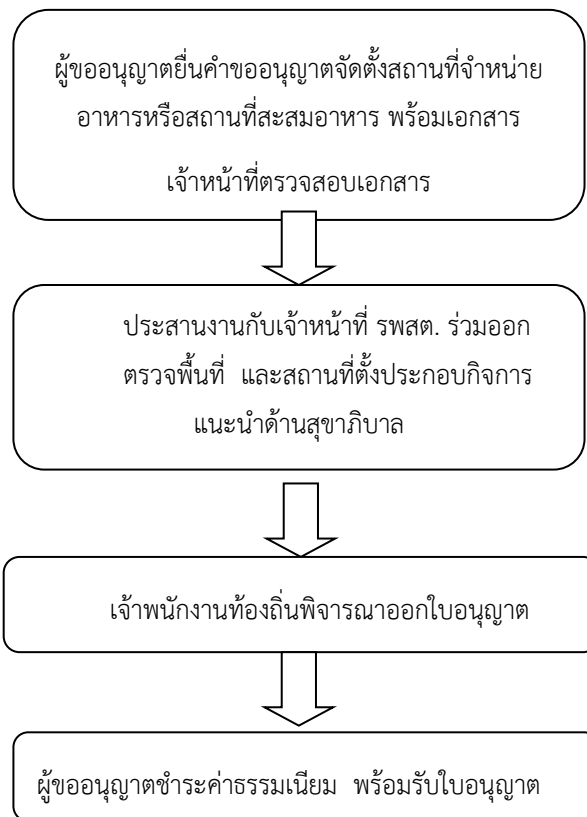 ผู้ขออนุญาตยื่นคำขออนุญาตจัดตั้งสถานที่จำหน่าย
อาหารหรือสถานที่สะสมอาหาร พร้อมเอกสาร
เจ้าหน้าที่ตรวจสอบเอกสาร
ประสานงานกับเจ้าหน้าที่ รพสต. ร่วมออก
ตรวจพื้นที่ และสถานที่ตั้งประกอบกิจการ
แนะนำด้านสุขาภิบาล
เจ้าพนักงานท้องถิ่นพิจารณาออกใบอนุญาต
ผู้ขออนุญาตชำระค่าธรรมเนียม พร้อมรับใบอนุญาต